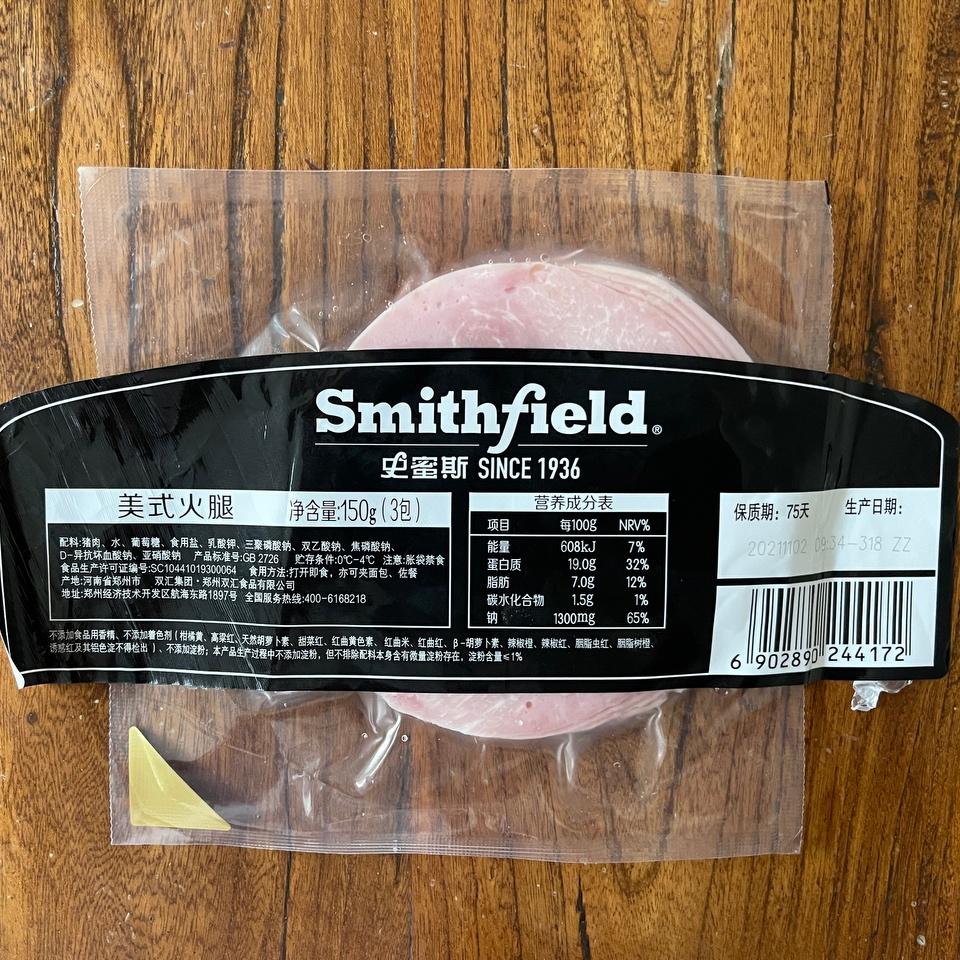 Smithfield®
史蜜斯 SINCE 1936
美式火腿 净含量:150g(3包)
配料:猪肉、水、葡萄糖、食用盐、乳酸钾、三聚磷酸钠、双乙酸钠、焦磷酸钠、
D-异抗坏血酸钠、亚硝酸钠 产品标准号:GB 2726 贮存条件:0℃-4℃ 注意:胀袋禁食
食品生产许可证编号:SC10441019300064 食用方法:打开即食,亦可夹面包、佐餐
产地:河南省郑州市 双汇集团·郑州双汇食品有限公司
地址:郑州经济技术开发区航海东路1897号 全国服务热线:400-6168218
不添加食品用香精、不添加着色剂(柑橘黄、高粱红、天然胡萝卜素、甜菜红、红曲黄色素、红曲米、红曲红、β-胡萝卜素、辣椒橙、辣椒红、胭脂虫红、胭脂树橙、
诱惑红及其铝色淀不得检出)、不添加淀粉;本产品生产过程中不添加淀粉,但不排除配料本身含有微量淀粉存在,淀粉含量≤1%
营养成分表
项目 每100g NRV%
能量 608kJ 7%
蛋白质 19.0g 32%
脂肪 7.0g 12%
碳水化合物 1.5g 1%
钠 1300mg 65%
保质期:75天 生产日期:
20211102 09:34-318 ZZ
6 902890 244172